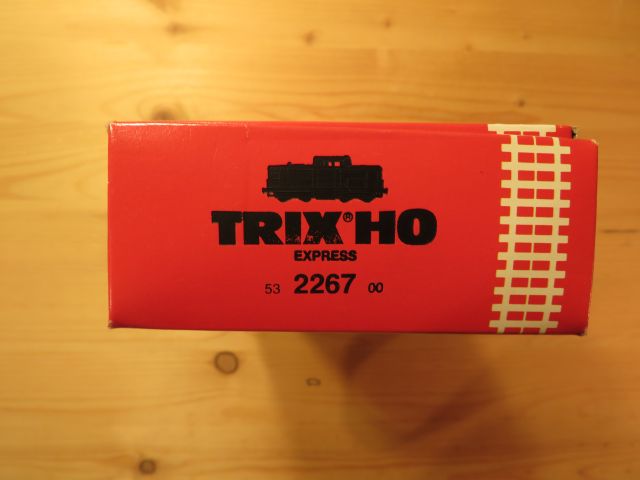 TRIX® HO
EXPRESS
53 2267 00